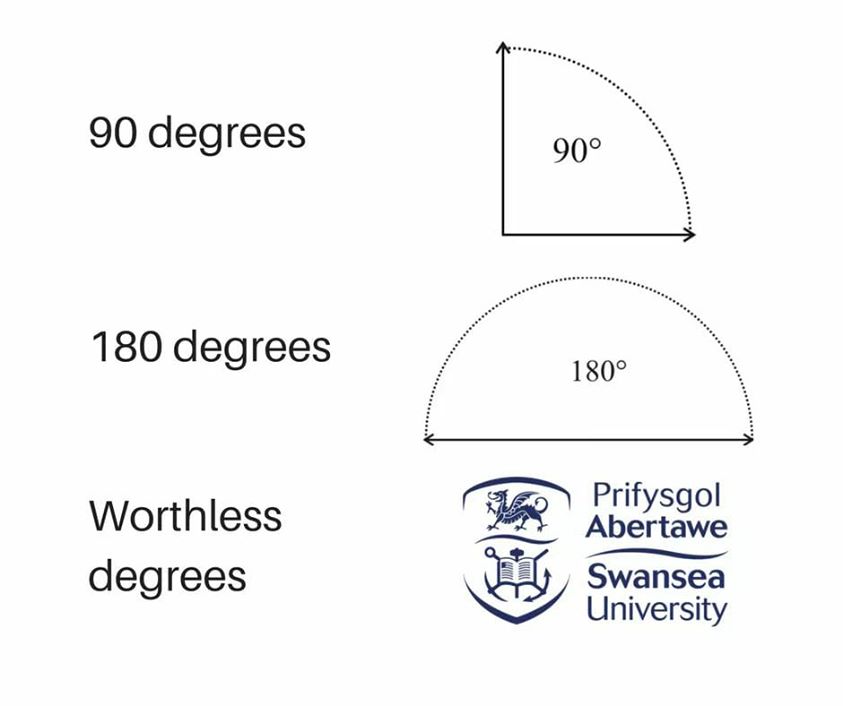 90 degrees
90°
180 degrees
180°
Worthless
degrees
Prifysgol
Abertawe
Swansea
University